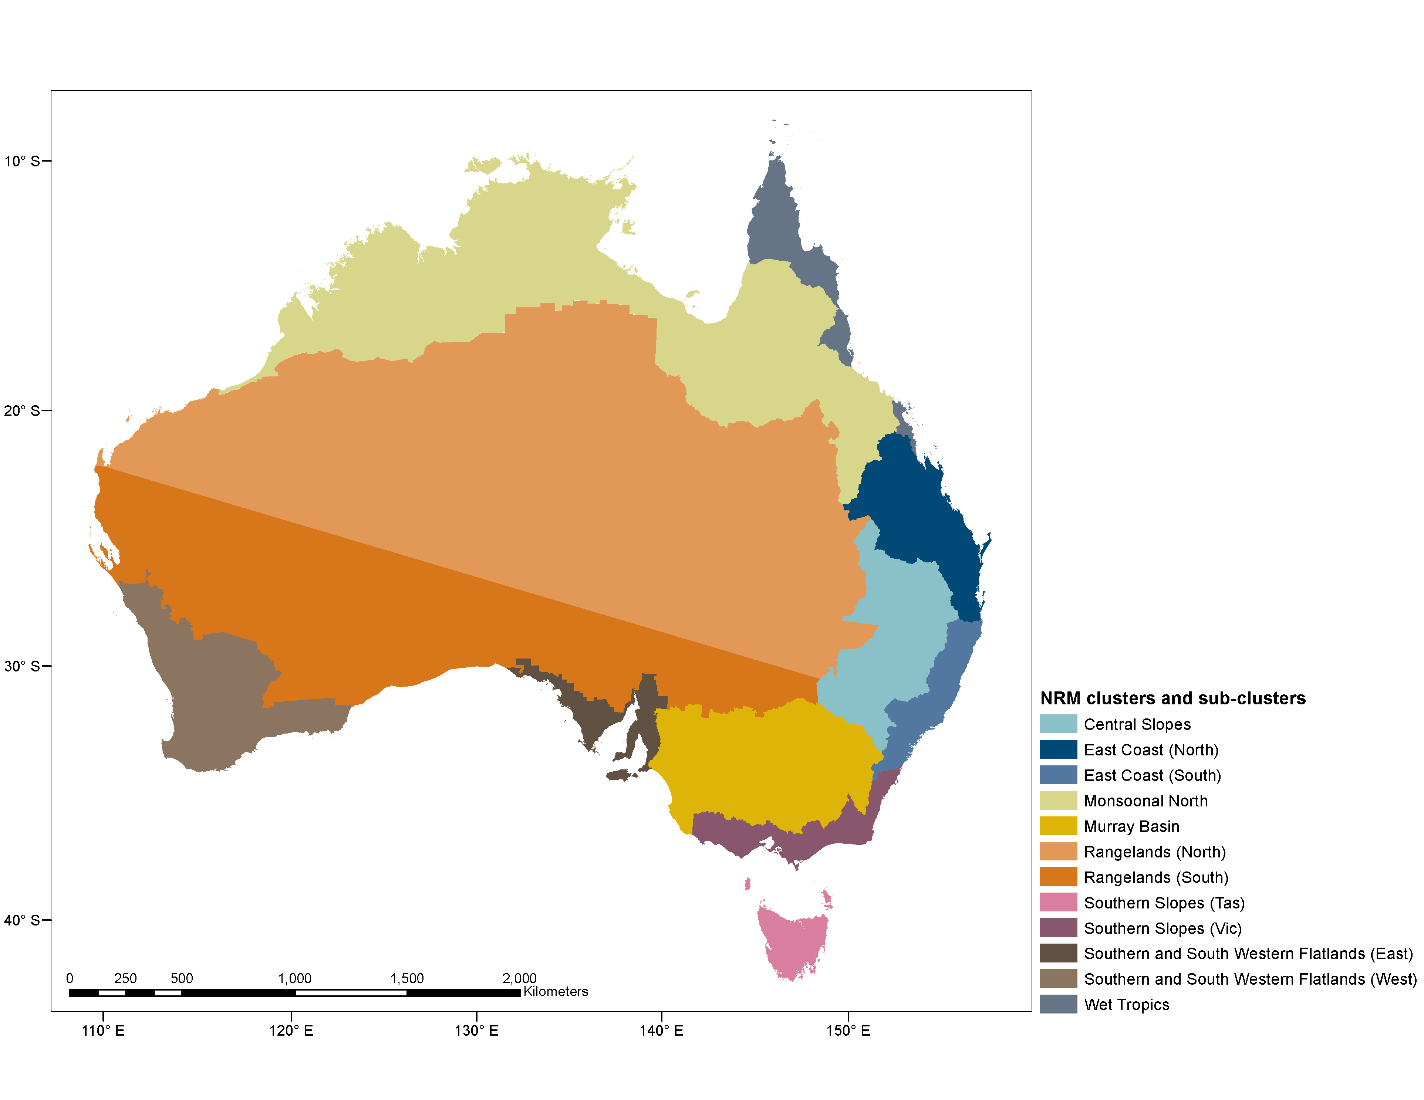 10° S
20° S
30° S
40° S
NRM clusters and sub-clusters
Central Slopes
East Coast (North)
East Coast (South)
Monsoonal North
Murray Basin
Rangelands (North)
Rangelands (South)
Southern Slopes (Tas)
Southern Slopes (Vic)
Southern and South Western Flatlands (East)
Southern and South Western Flatlands (West)
Wet Tropics
0 250 500 1,000 1,500 2,000
Kilometers
110° E 120° E 130° E 140° E 150° E